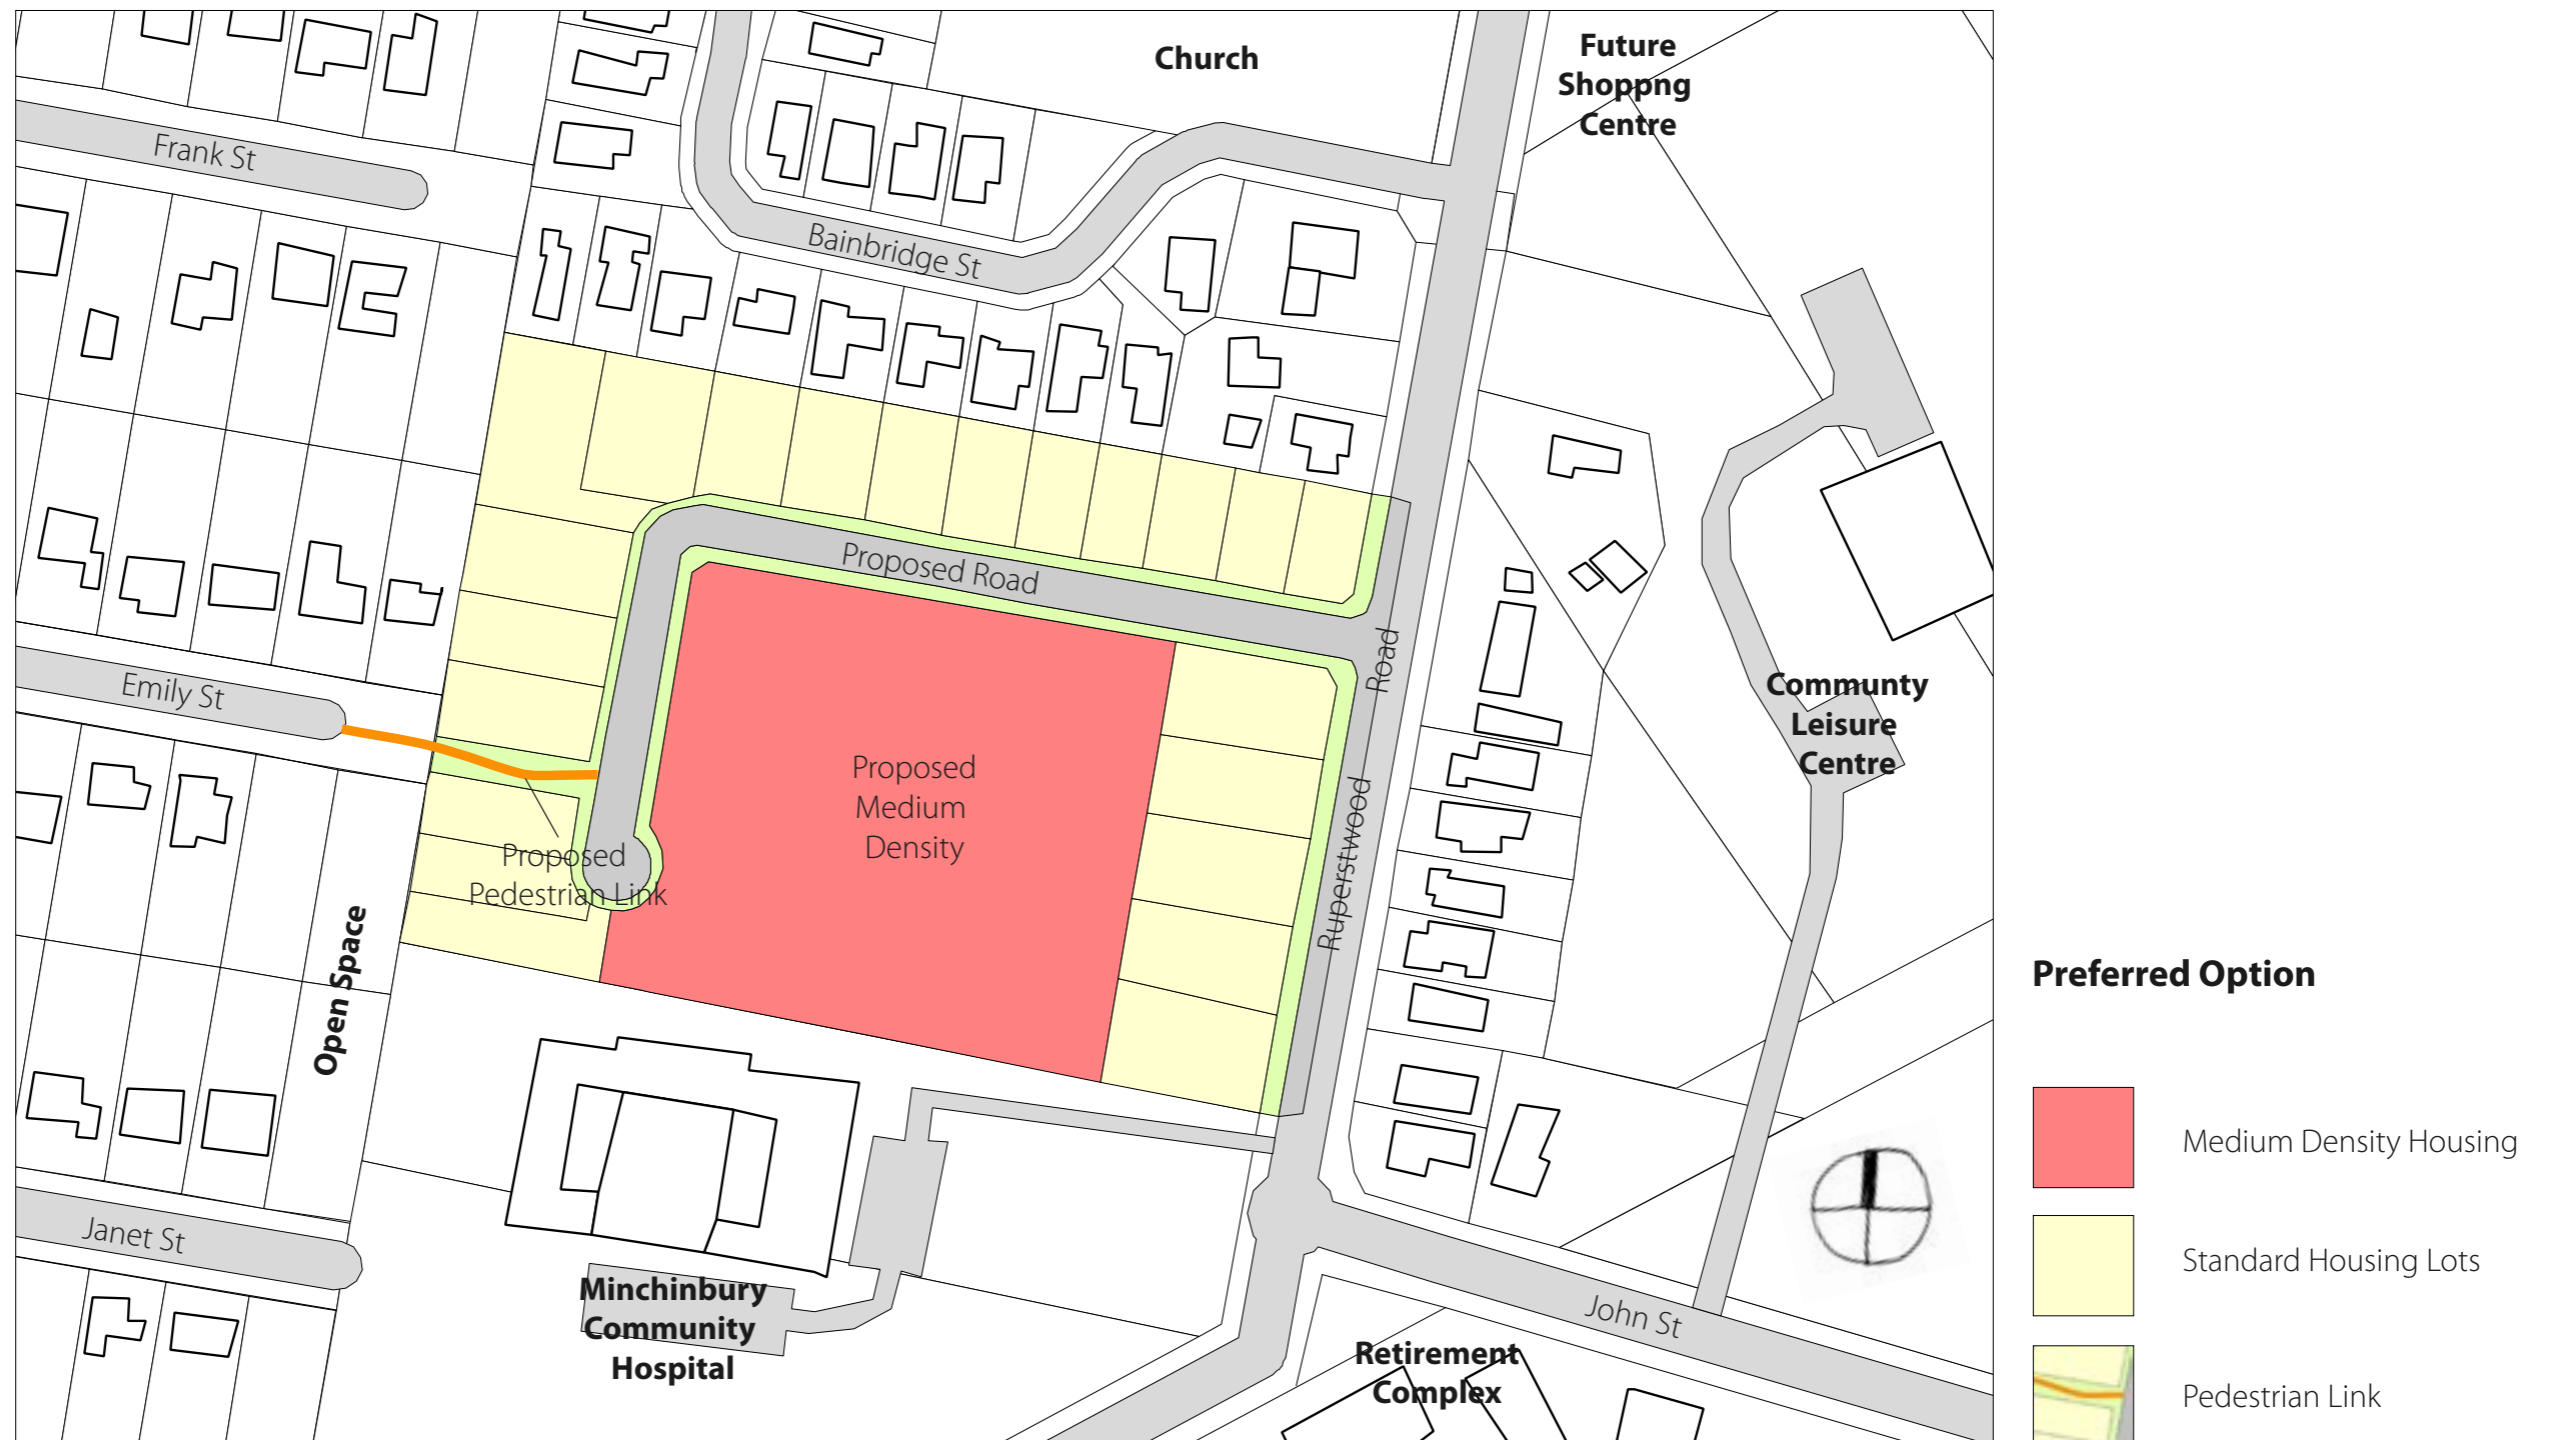 Church
Future
Shoppng
Centre
Frank St
Bainbridge St
Proposed Road
Road
Emily St
Communty
Leisure
Centre
Proposed
Medium
Density
Ruperstwood
Proposed
Pedestrian Link
Open Space
Preferred Option
Medium Density Housing
Janet St
Standard Housing Lots
Minchinbury
Community
Hospital
John St
Retirement
Complex
Pedestrian Link